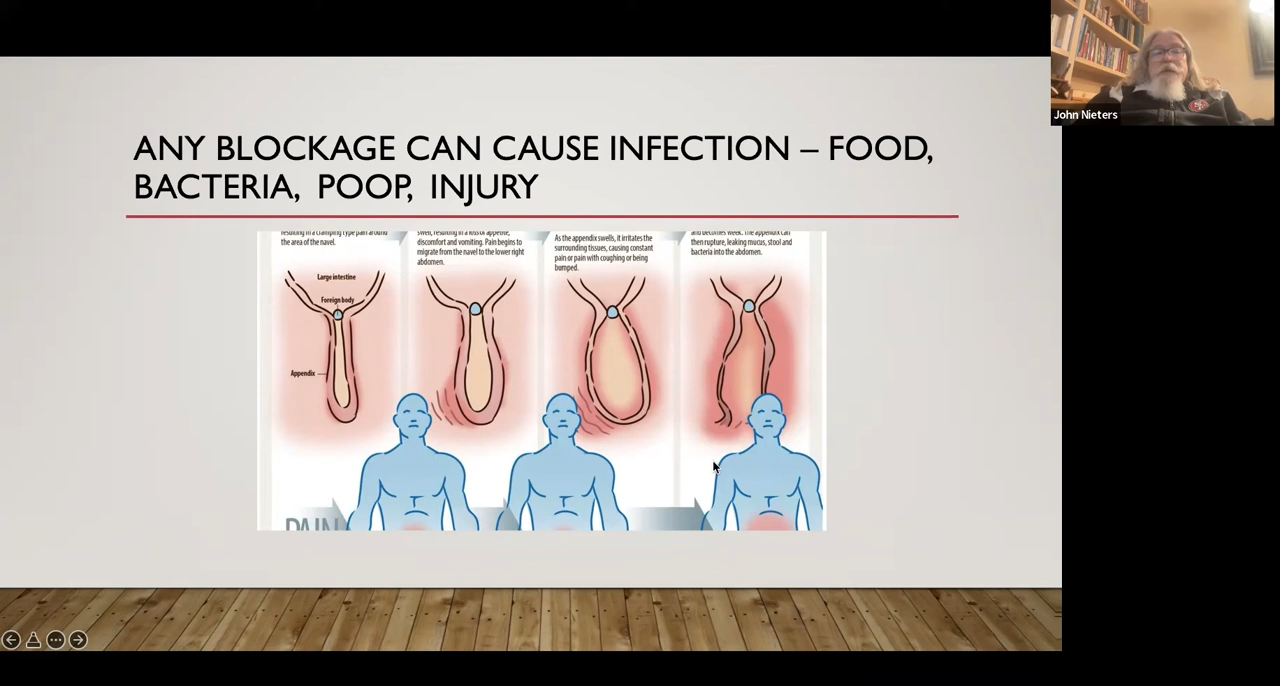 John Nieters
ANY BLOCKAGE CAN CAUSE INFECTION – FOOD,
BACTERIA, POOP, INJURY
resulting in a cramping type pain around
the area of the navel.
swell, resulting in a loss of appetite,
discomfort and vomiting. Pain begins to
migrate from the navel to the lower right
abdomen.
As the appendix swells, it irritates the
surrounding tissues, causing constant
pain or pain with coughing or being
bumped.
and becomes weak. The appendix can
then rupture, leaking mucus, stool and
bacteria into the abdomen.
Large intestine
Foreign body
Appendix
PAIN